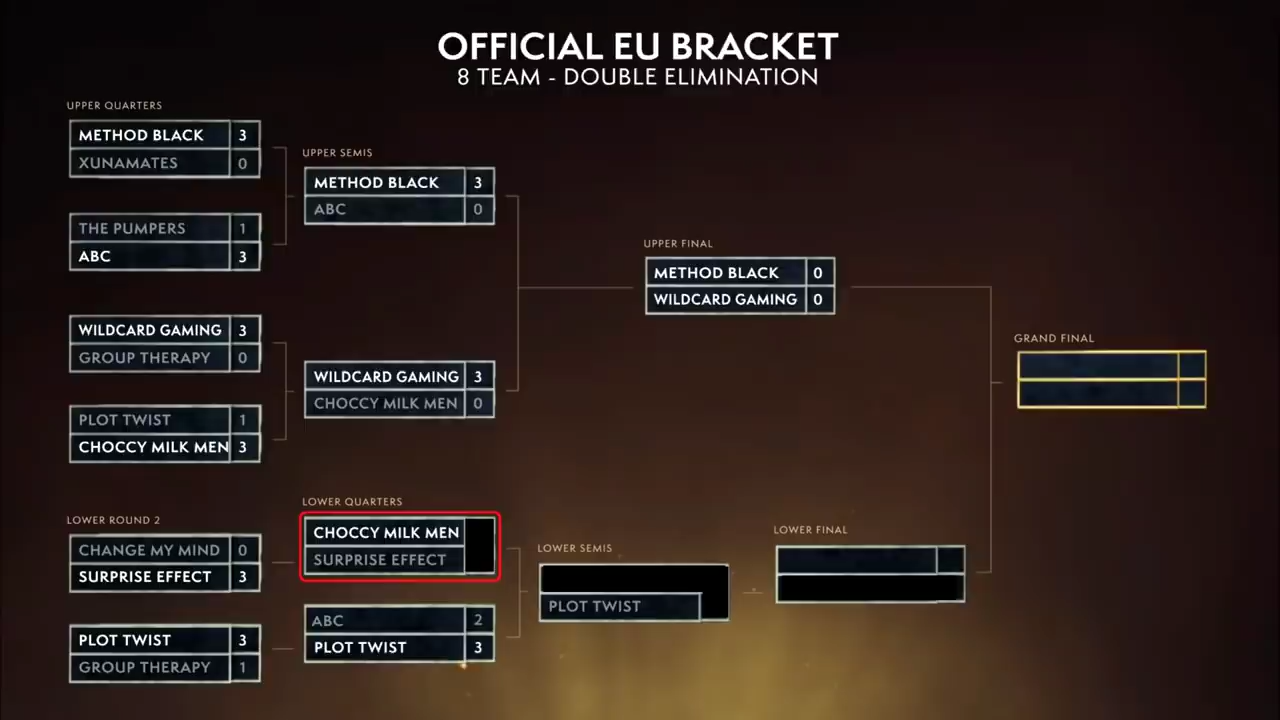 OFFICIAL EU BRACKET
8 TEAM - DOUBLE ELIMINATION
UPPER QUARTERS
METHOD BLACK 3
XUNAMATES 0
THE PUMPERS 1
ABC 3
WILDCARD GAMING 3
GROUP THERAPY 0
PLOT TWIST 1
CHOCCY MILK MEN 3
UPPER SEMIS
METHOD BLACK 3
ABC 0
WILDCARD GAMING 3
CHOCCY MILK MEN 0
UPPER FINAL
METHOD BLACK 0
WILDCARD GAMING 0
GRAND FINAL
LOWER ROUND 2
CHANGE MY MIND 0
SURPRISE EFFECT 3
PLOT TWIST 3
GROUP THERAPY 1
LOWER QUARTERS
CHOCCY MILK MEN
SURPRISE EFFECT
ABC 2
PLOT TWIST 3
LOWER SEMIS
PLOT TWIST
LOWER FINAL